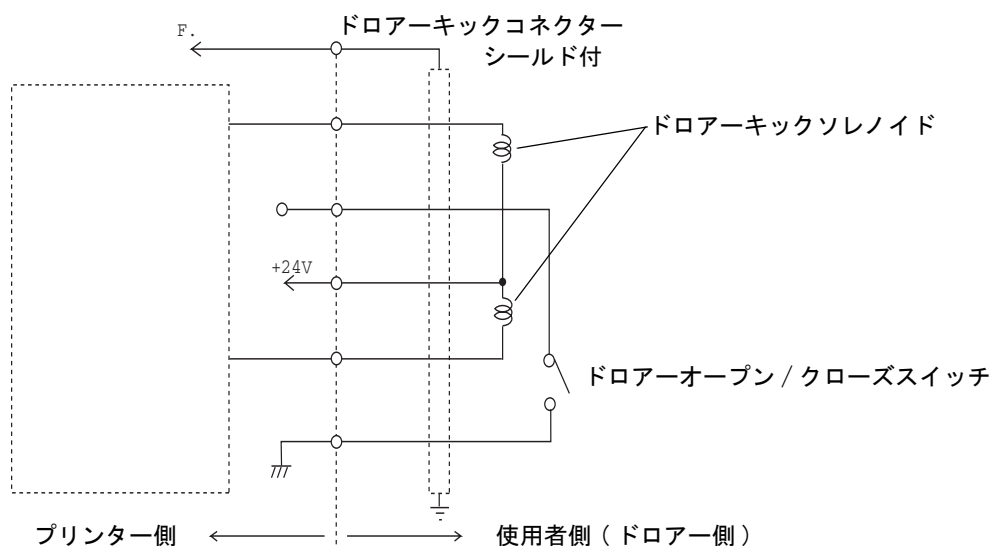 F.
ドロアーキックコネクター
シールド付
ドロアーキックソレノイド
+24V
ドロアーオープン / クローズスイッチ
プリンター側
使用者側 ( ドロアー側 )